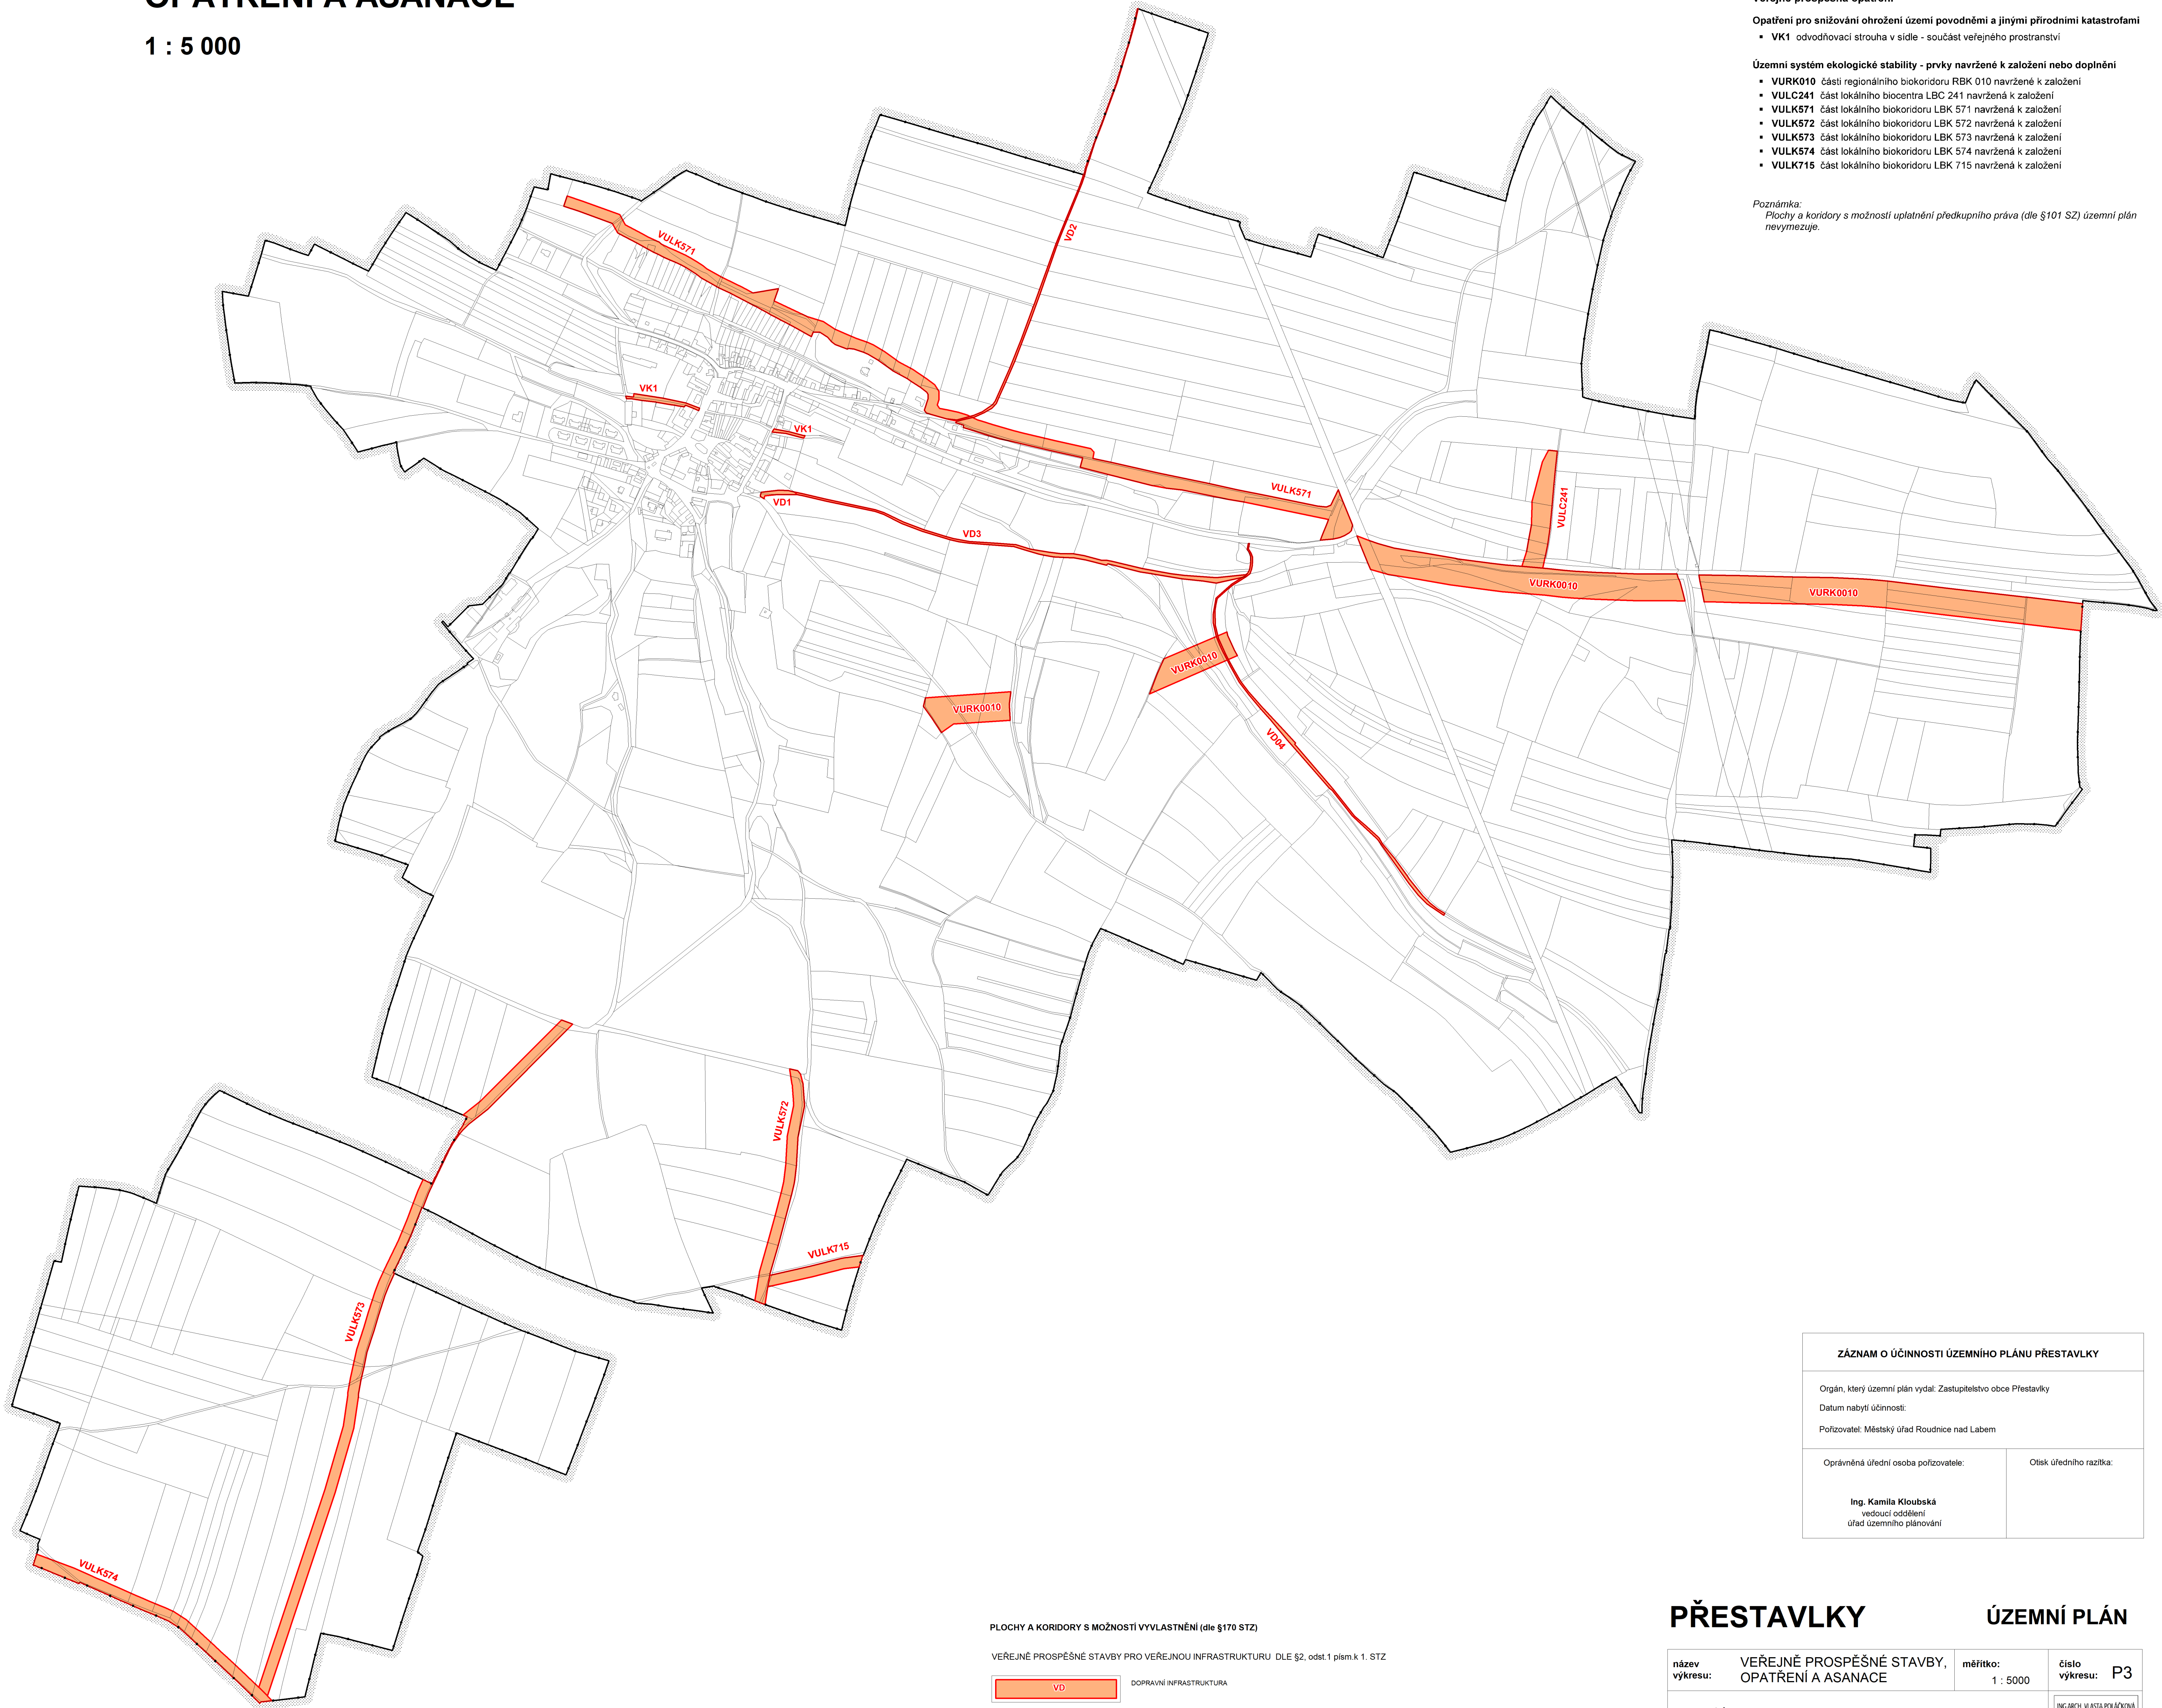 OPATŘENÍ A ASANACE
1 : 5 000
Veřejně prospěšná opatření
Opatření pro snižování ohrožení území povodněmi a jinými přírodními katastrofami
▪ VK1 odvodňovací strouha v sídle - součást veřejného prostranství
Územní systém ekologické stability - prvky navržené k založení nebo doplnění
▪ VURK010 části regionálního biokoridoru RBK 010 navržené k založení
▪ VULC241 část lokálního biocentra LBC 241 navržená k založení
▪ VULK571 část lokálního biokoridoru LBK 571 navržená k založení
▪ VULK572 část lokálního biokoridoru LBK 572 navržená k založení
▪ VULK573 část lokálního biokoridoru LBK 573 navržená k založení
▪ VULK574 část lokálního biokoridoru LBK 574 navržená k založení
▪ VULK715 část lokálního biokoridoru LBK 715 navržená k založení
Poznámka:
Plochy a koridory s možností uplatnění předkupního práva (dle §101 SZ) územní plán
nevymezuje.
VULK571
VD2
VK1
VK1
VD1
VD3
VULK571
VULC241
VURK0010
VURK0010
VURK0010
VURK0010
VD04
VULK572
VULK715
VULK573
VULK574
ZÁZNAM O ÚČINNOSTI ÚZEMNÍHO PLÁNU PŘESTAVLKY
Orgán, který územní plán vydal: Zastupitelstvo obce Přestavlky
Datum nabytí účinnosti:
Pořizovatel: Městský úřad Roudnice nad Labem
Oprávněná úřední osoba pořizovatele:
Otisk úředního razítka:
Ing. Kamila Kloubská
vedoucí oddělení
úřad územního plánování
PLOCHY A KORIDORY S MOŽNOSTÍ VYVLASTNĚNÍ (dle §170 STZ)
VEŘEJNĚ PROSPĚŠNÉ STAVBY PRO VEŘEJNOU INFRASTRUKTURU DLE §2, odst.1 písm.k 1. STZ
VD
DOPRAVNÍ INFRASTRUKTURA
PŘESTAVLKY
ÚZEMNÍ PLÁN
název výkresu:
VEŘEJNĚ PROSPĚŠNÉ STAVBY,
OPATŘENÍ A ASANACE
měřítko:
1 : 5000
číslo výkresu:
P3
ING.ARCH. VLASTA POLÁČKOVÁ